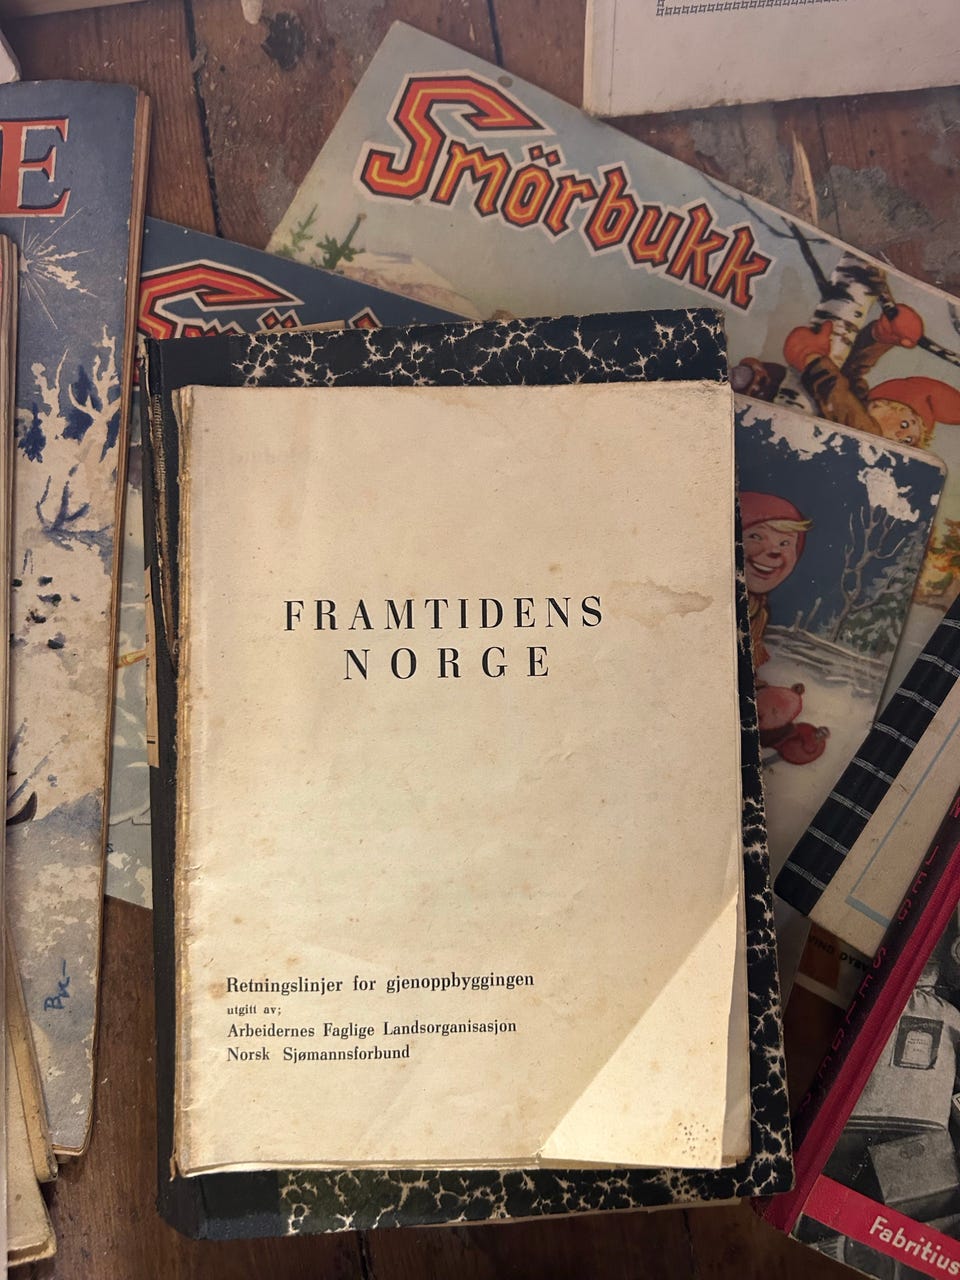 E
Smörbukk
FRAMTIDENS
NORGE
Retningslinjer for gjenoppbyggingen
utgitt av;
Arbeidernes Faglige Landsorganisasjon
Norsk Sjømannsforbund
Fabritius